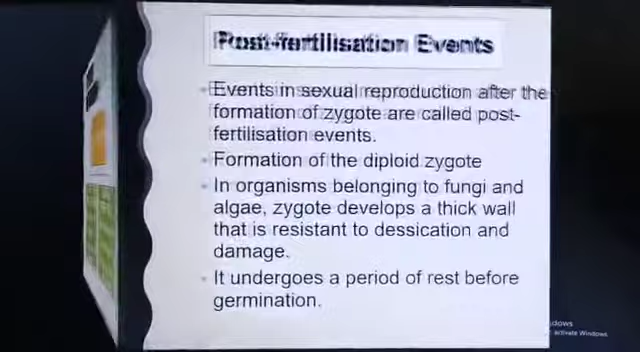 Post-fertilisation Events
Events in sexual reproduction after the
formation of zygote are called post-
fertilisation events.
Formation of the diploid zygote
In organisms belonging to fungi and
algae, zygote develops a thick wall
that is resistant to dessication and
damage.
It undergoes a period of rest before
germination.
activate Windows.